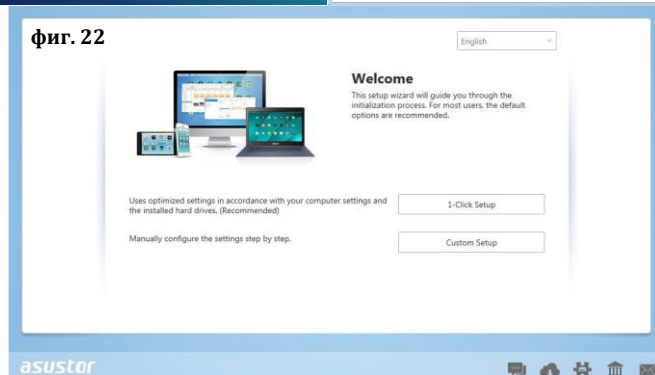 фиг. 22
English
Welcome
This setup wizard will guide you through the
initialization process. For most users, the default
options are recommended.
Uses optimized settings in accordance with your computer settings and
the installed hard drives. (Recommended)
1-Click Setup
Manually configure the settings step by step.
Custom Setup
asustor